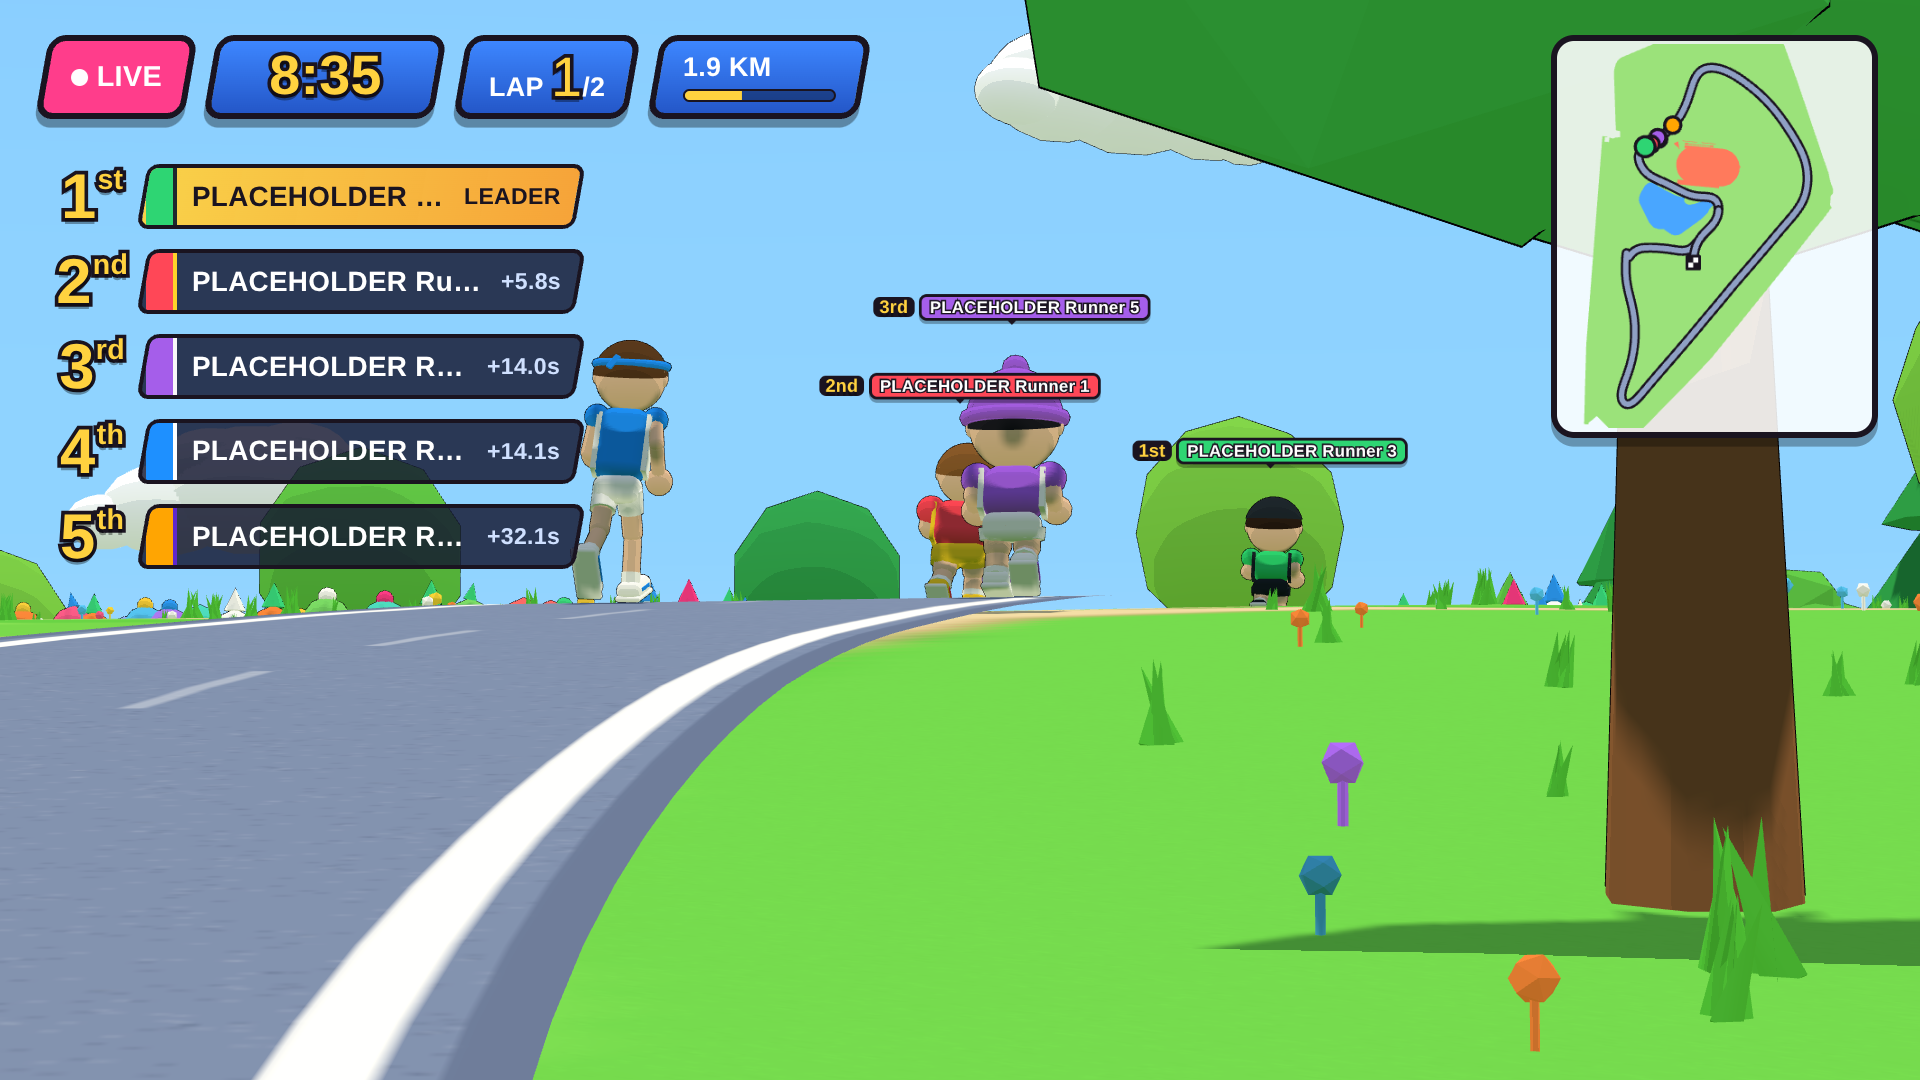 LIVE
8:35
LAP 1/2
1.9 KM
1st PLACEHOLDER ... LEADER
2nd PLACEHOLDER Ru... +5.8s
3rd PLACEHOLDER R... +14.0s
4th PLACEHOLDER R... +14.1s
5th PLACEHOLDER R... +32.1s
3rd PLACEHOLDER Runner 5
2nd PLACEHOLDER Runner 1
1st PLACEHOLDER Runner 3